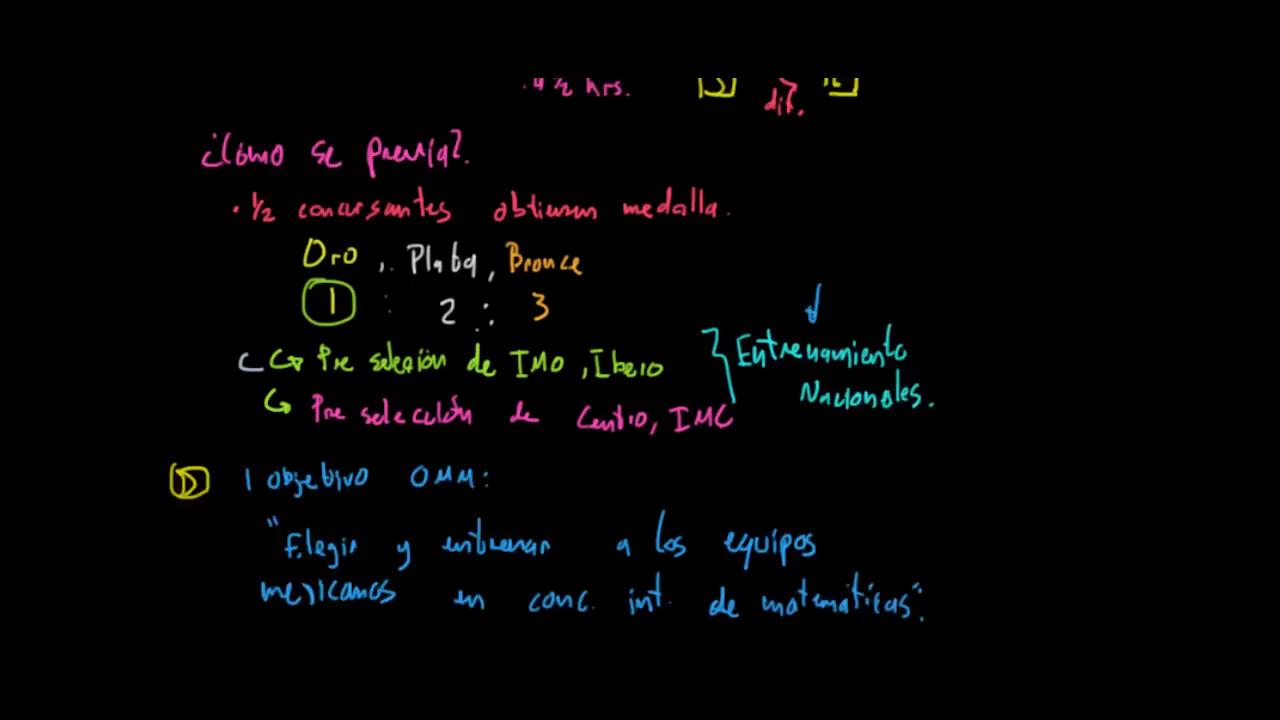 . 4 ½ hrs.
dif.
¿Cómo se premia?
· 1/2 concursantes obtienen medalla.
Oro, Plata, Bronce
1 : 2 : 3
Pre selección de IMO, Ibero
Pre selección de Centro, IMC
Entrenamiento
Nacionales.
1 objetivo OMM:
"Elegir y entrenar a los equipos
mexicanos en conc. int. de matemáticas".